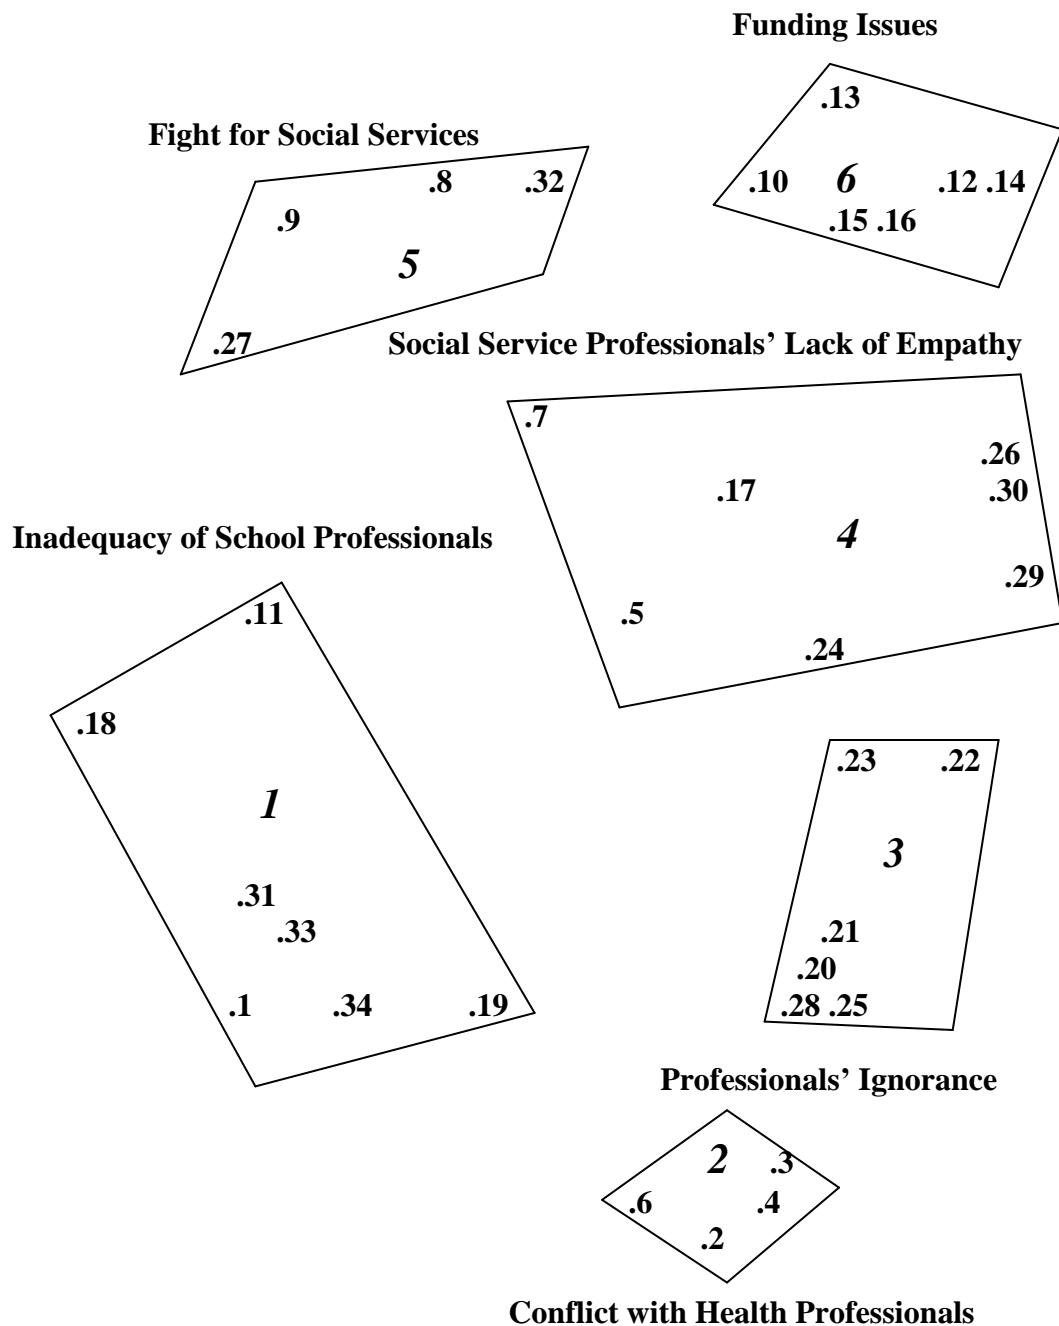 Funding Issues
.13
Fight for Social Services
.8 .32 .10 6 .12 .14
.9 .15 .16
5
.27 Social Service Professionals’ Lack of Empathy
.7
.26
.17 .30
Inadequacy of School Professionals 4
.29
.11 .5
.24
.18
.23 .22
1
3
.31
.33 .21
.20
.1 .34 .19 .28 .25
Professionals’ Ignorance
2 .3
.6 .4
.2
Conflict with Health Professionals